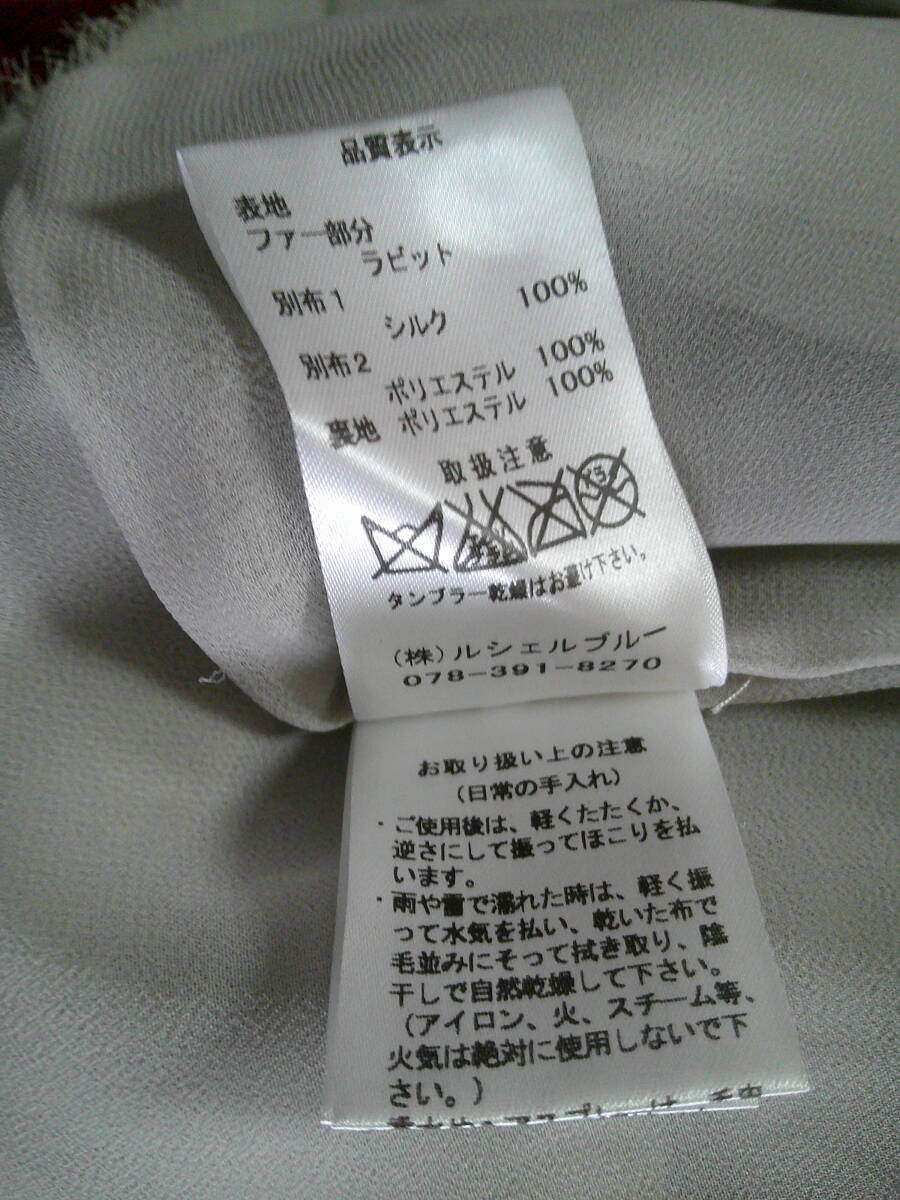 品質表示
表地
ファー部分
ラビット
別布1
シルク 100%
別布2
ポリエステル 100%
裏地 ポリエステル 100%
取扱注意
エンソ
ドライ
タンブラー乾燥はお避け下さい。
(株)ルシェルブルー
078-391-8270
お取り扱い上の注意
(日常の手入れ)
・ご使用後は、軽くたたくか、
逆さにして振ってほこりを払
います。
・雨や雪で濡れた時は、軽く振
って水気を払い、乾いた布で
毛並みにそって拭き取り、陰
干しで自然乾燥して下さい。
(アイロン、火、スチーム等、
火気は絶対に使用しないで下
さい。)